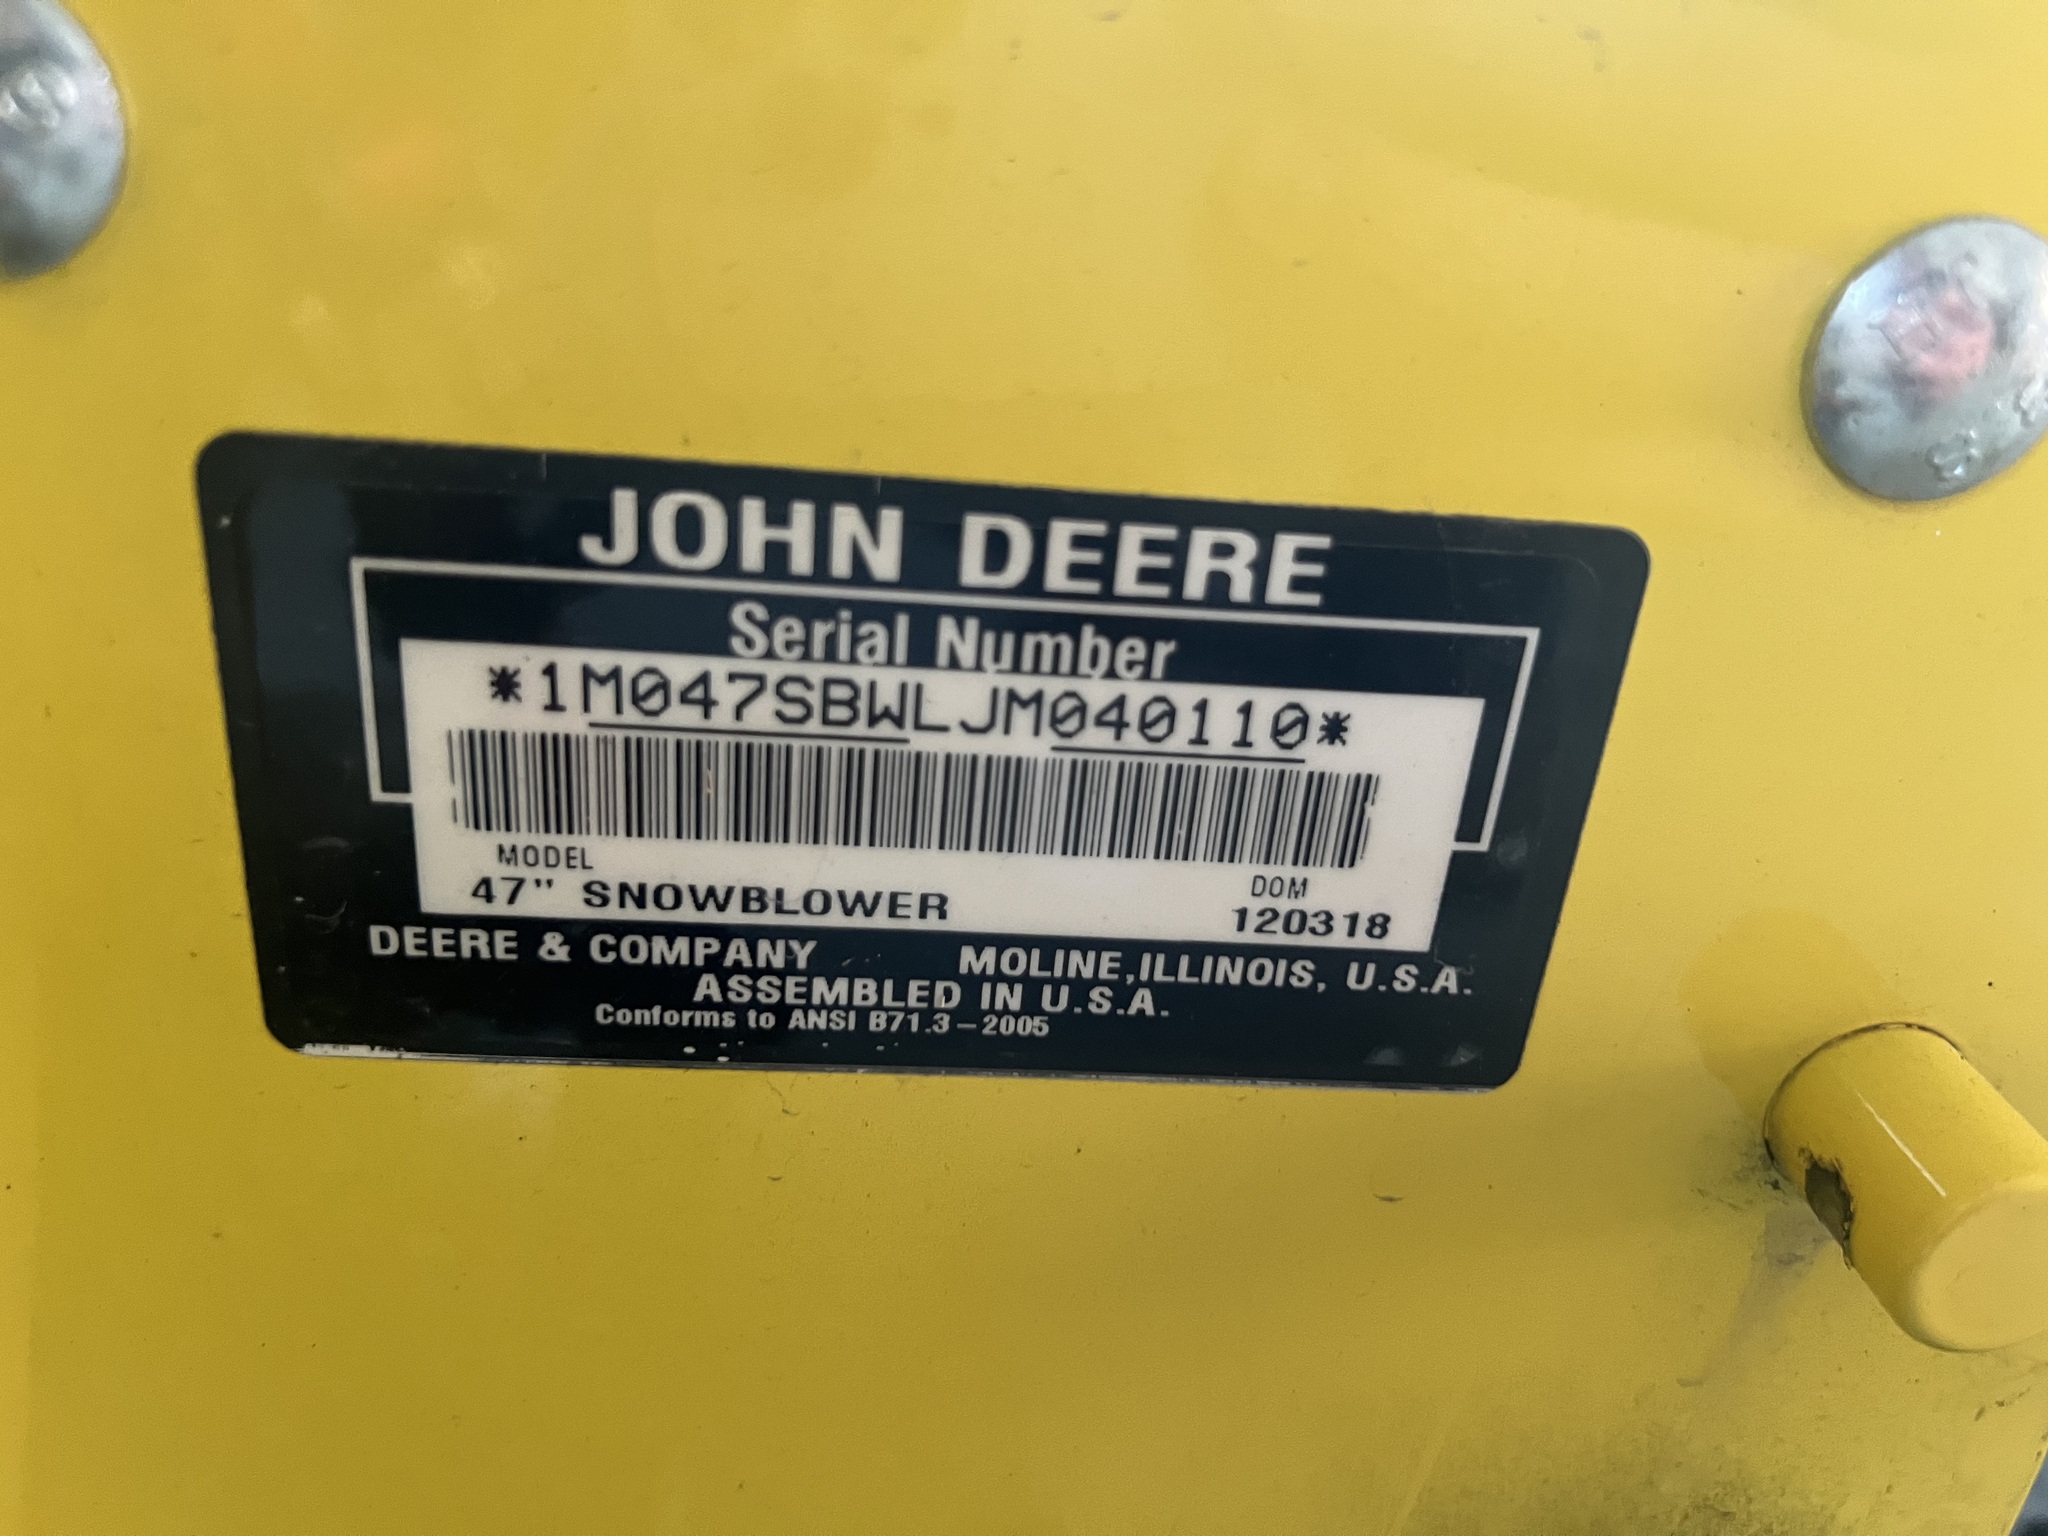 JOHN DEERE
Serial Number
*1M047SBWLJM040110*
MODEL DOM
47" SNOWBLOWER 120318
DEERE & COMPANY MOLINE,ILLINOIS, U.S.A.
ASSEMBLED IN U.S.A.
Conforms to ANSI B71.3-2005